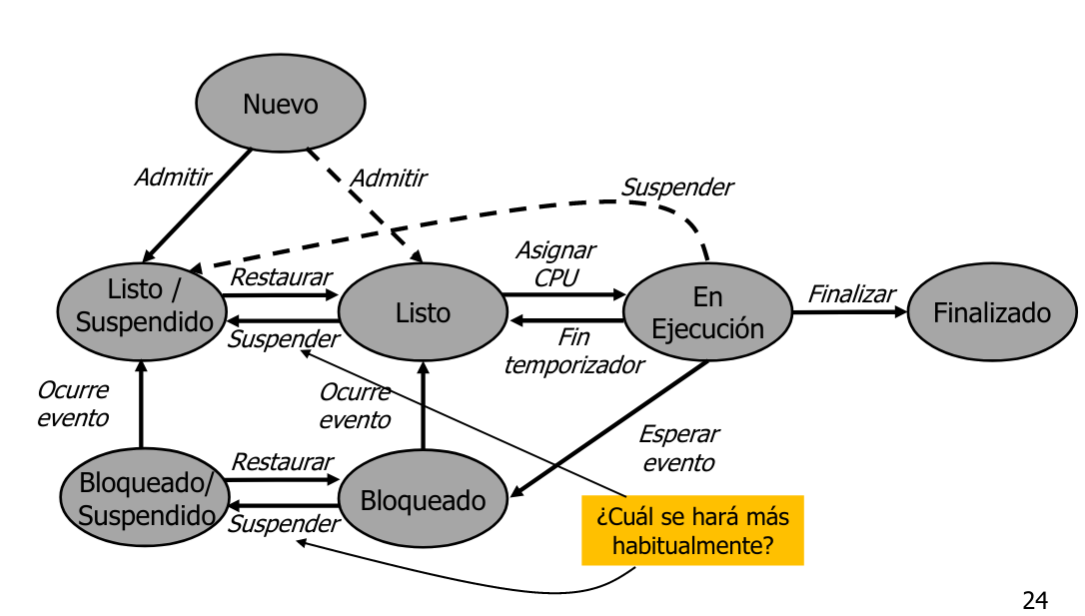 Nuevo
Admitir
Admitir
Suspender
Listo /
Suspendido
Restaurar
Suspender
Listo
Asignar
CPU
Fin
temporizador
En
Ejecución
Finalizar
Finalizado
Ocurre
evento
Ocurre
evento
Esperar
evento
Bloqueado/
Suspendido
Restaurar
Suspender
Bloqueado
¿Cuál se hará más
habitualmente?
24